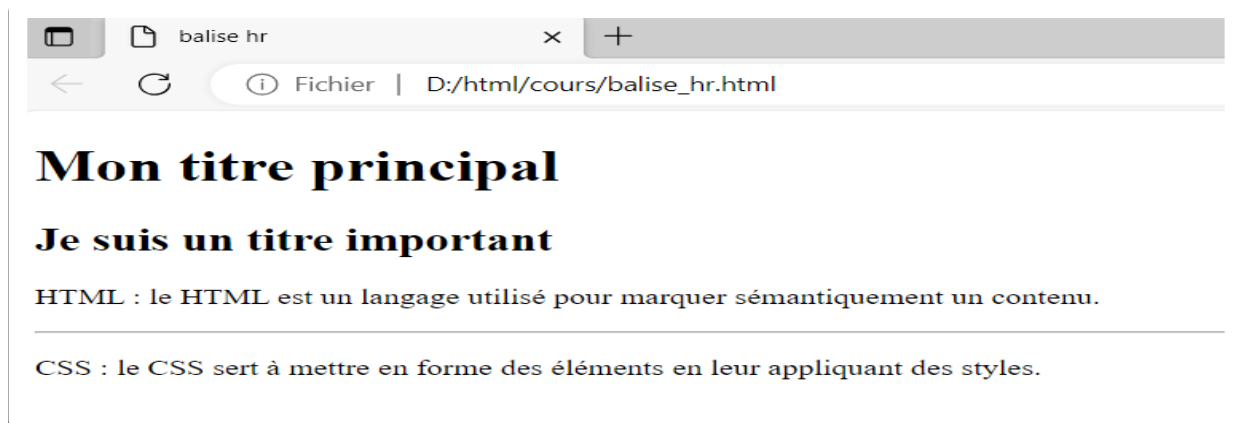 balise hr
Fichier | D:/html/cours/balise_hr.html
Mon titre principal
Je suis un titre important
HTML : le HTML est un langage utilisé pour marquer sémantiquement un contenu.
CSS : le CSS sert à mettre en forme des éléments en leur appliquant des styles.